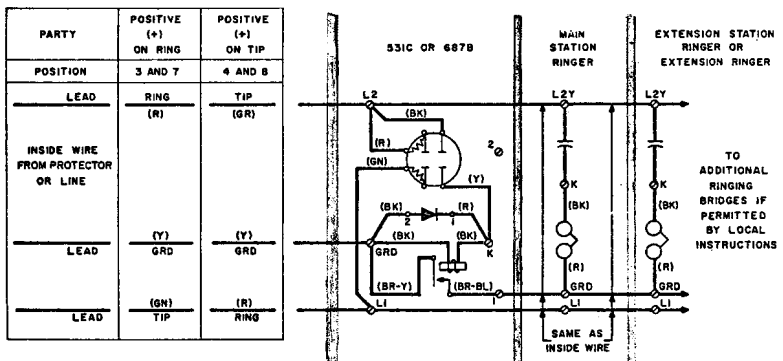 PARTY
POSITIVE
(+)
ON RING
POSITIVE
(+)
ON TIP
POSITION
3 AND 7
4 AND 8
LEAD
RING
(R)
TIP
(GR)
INSIDE WIRE
FROM PROTECTOR
OR LINE
LEAD
(Y)
GRD
(Y)
GRD
LEAD
(GN)
TIP
(R)
RING
531C OR 687B
MAIN
STATION
RINGER
EXTENSION STATION
RINGER OR
EXTENSION RINGER
L2
(BK)
(R)
(GN)
2
(Y)
(BK)
2
1
(R)
(BK)
(BK)
GRD
K
(BR-Y)
(BR-BL)
1
L1
L2Y
K
(BK)
(R)
GRD
L1
L2Y
K
(BK)
(R)
GRD
L1
SAME AS
INSIDE WIRE
TO
ADDITIONAL
RINGING
BRIDGES IF
PERMITTED
BY LOCAL
INSTRUCTIONS